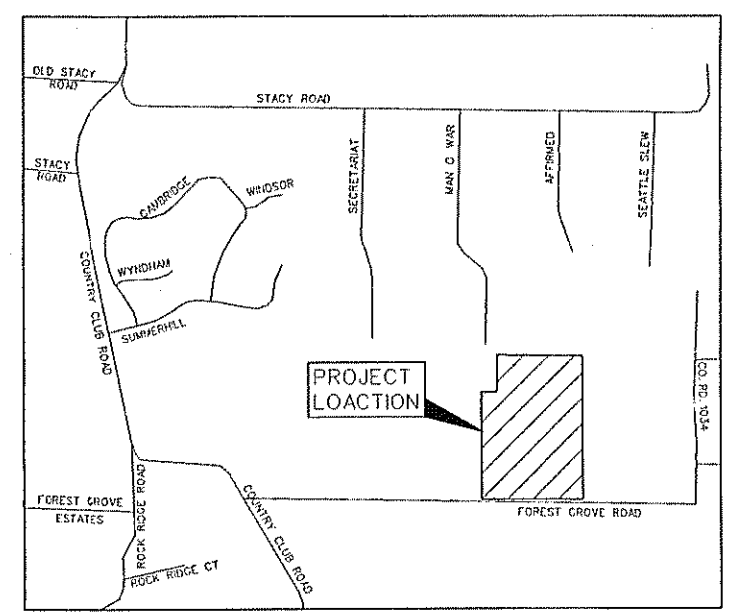 OLD STACY
ROAD
STACY ROAD
STACY
ROAD
CAMBRIDGE
WINDSOR
WYNDHAM
SUMMERHILL
COUNTRY CLUB ROAD
SECRETARIAT
MAN O WAR
AFFIRMED
SEATTLE SLEW
PROJECT
LOACTION
CO. RD. 1034
FOREST GROVE
ESTATES
ROCK RIDGE ROAD
COUNTRY CLUB ROAD
FOREST GROVE ROAD
ROCK RIDGE CT